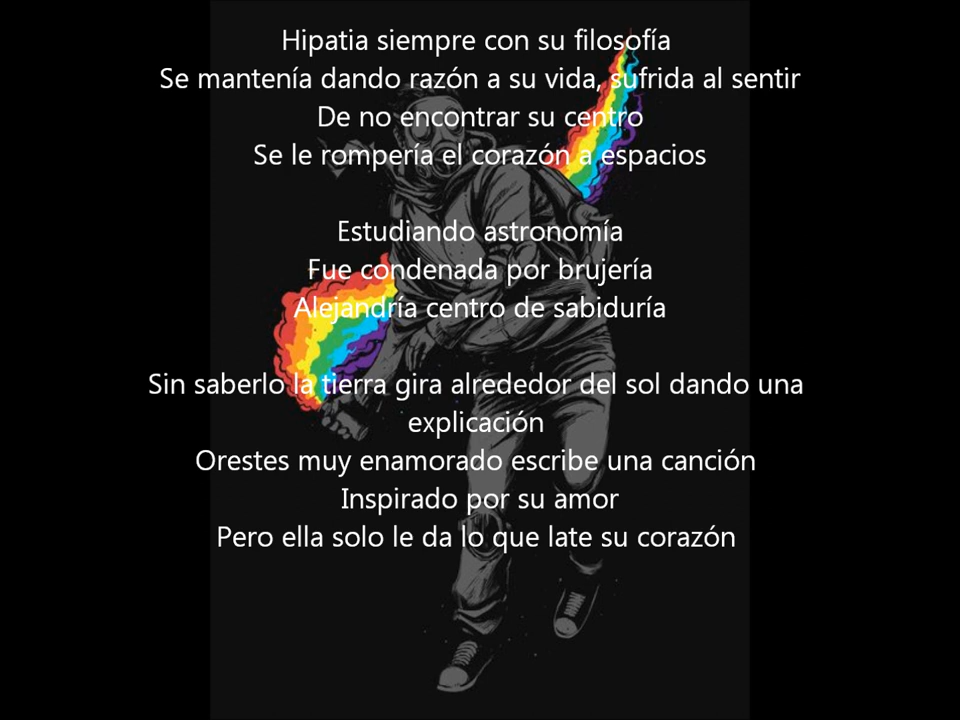 Hipatia siempre con su filosofía
Se mantenía dando razón a su vida, sufrida al sentir
De no encontrar su centro
Se le rompería el corazón a espacios
Estudiando astronomía
Fue condenada por brujería
Alejandría centro de sabiduría
Sin saberlo la tierra gira alrededor del sol dando una
explicación
Orestes muy enamorado escribe una canción
Inspirado por su amor
Pero ella solo le da lo que late su corazón